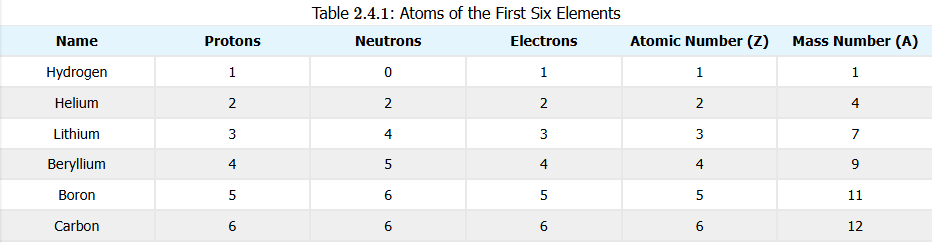 Table 2.4.1: Atoms of the First Six Elements
Name Protons Neutrons Electrons Atomic Number (Z) Mass Number (A)
Hydrogen 1 0 1 1 1
Helium 2 2 2 2 4
Lithium 3 4 3 3 7
Beryllium 4 5 4 4 9
Boron 5 6 5 5 11
Carbon 6 6 6 6 12